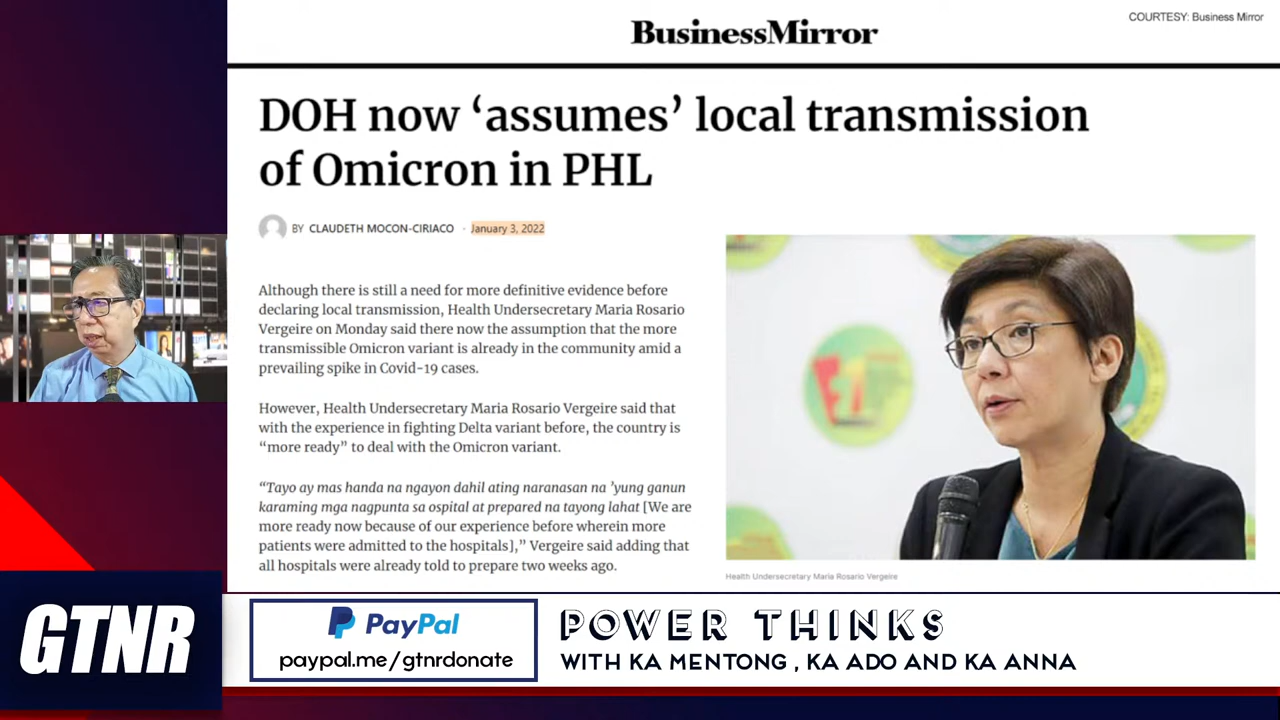 COURTESY: Business Mirror
BusinessMirror
DOH now ‘assumes’ local transmission
of Omicron in PHL
BY CLAUDETH MOCON-CIRIACO · January 3, 2022
Although there is still a need for more definitive evidence before
declaring local transmission, Health Undersecretary Maria Rosario
Vergeire on Monday said there now the assumption that the more
transmissible Omicron variant is already in the community amid a
prevailing spike in Covid-19 cases.
However, Health Undersecretary Maria Rosario Vergeire said that
with the experience in fighting Delta variant before, the country is
“more ready” to deal with the Omicron variant.
“Tayo ay mas handa na ngayon dahil ating naranasan na ’yung ganun
karaming mga nagpunta sa ospital at prepared na tayong lahat [We are
more ready now because of our experience before wherein more
patients were admitted to the hospitals],” Vergeire said adding that
all hospitals were already told to prepare two weeks ago.
Health Undersecretary Maria Rosario Vergeire
GTNR
PayPal
paypal.me/gtnrdonate
POWER THINKS
WITH KA MENTONG , KA ADO AND KA ANNA